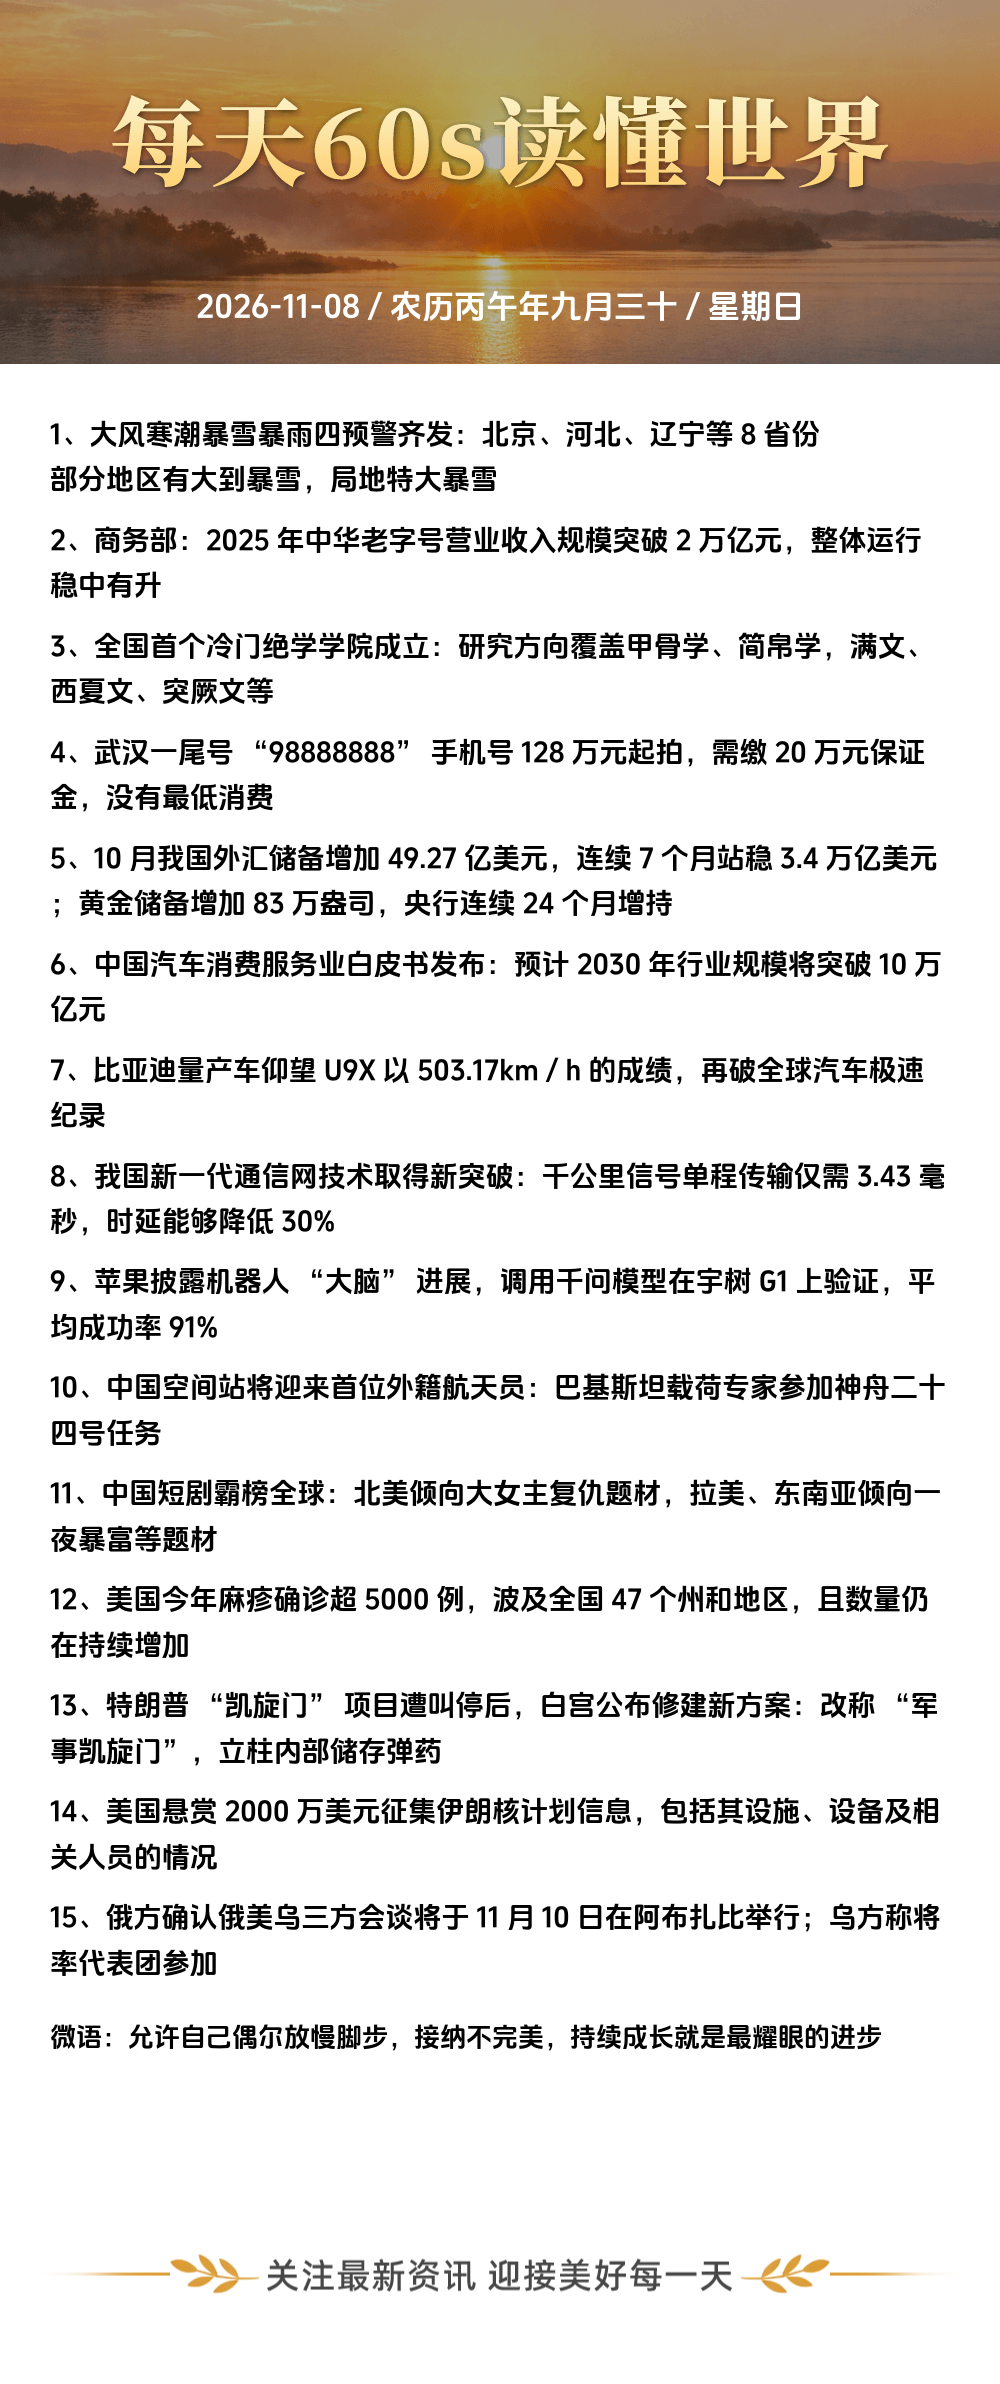 每天60s读懂世界
2026-11-08 / 农历丙午年九月三十 / 星期日
1、大风寒潮暴雪暴雨四预警齐发：北京、河北、辽宁等 8 省份
部分地区有大到暴雪，局地特大暴雪
2、商务部：2025 年中华老字号营业收入规模突破 2 万亿元，整体运行
稳中有升
3、全国首个冷门绝学学院成立：研究方向覆盖甲骨学、简帛学，满文、
西夏文、突厥文等
4、武汉一尾号 “98888888” 手机号 128 万元起拍，需缴 20 万元保证
金，没有最低消费
5、10 月我国外汇储备增加 49.27 亿美元，连续 7 个月站稳 3.4 万亿美元
；黄金储备增加 83 万盎司，央行连续 24 个月增持
6、中国汽车消费服务业白皮书发布：预计 2030 年行业规模将突破 10 万
亿元
7、比亚迪量产车仰望 U9X 以 503.17km / h 的成绩，再破全球汽车极速
纪录
8、我国新一代通信网技术取得新突破：千公里信号单程传输仅需 3.43 毫
秒，时延能够降低 30%
9、苹果披露机器人 “大脑” 进展，调用千问模型在宇树 G1 上验证，平
均成功率 91%
10、中国空间站将迎来首位外籍航天员：巴基斯坦载荷专家参加神舟二十
四号任务
11、中国短剧霸榜全球：北美倾向大女主复仇题材，拉美、东南亚倾向一
夜暴富等题材
12、美国今年麻疹确诊超 5000 例，波及全国 47 个州和地区，且数量仍
在持续增加
13、特朗普 “凯旋门” 项目遭叫停后，白宫公布修建新方案：改称 “军
事凯旋门”，立柱内部储存弹药
14、美国悬赏 2000 万美元征集伊朗核计划信息，包括其设施、设备及相
关人员的情况
15、俄方确认俄美乌三方会谈将于 11 月 10 日在阿布扎比举行；乌方称将
率代表团参加
微语：允许自己偶尔放慢脚步，接纳不完美，持续成长就是最耀眼的进步
关注最新资讯 迎接美好每一天